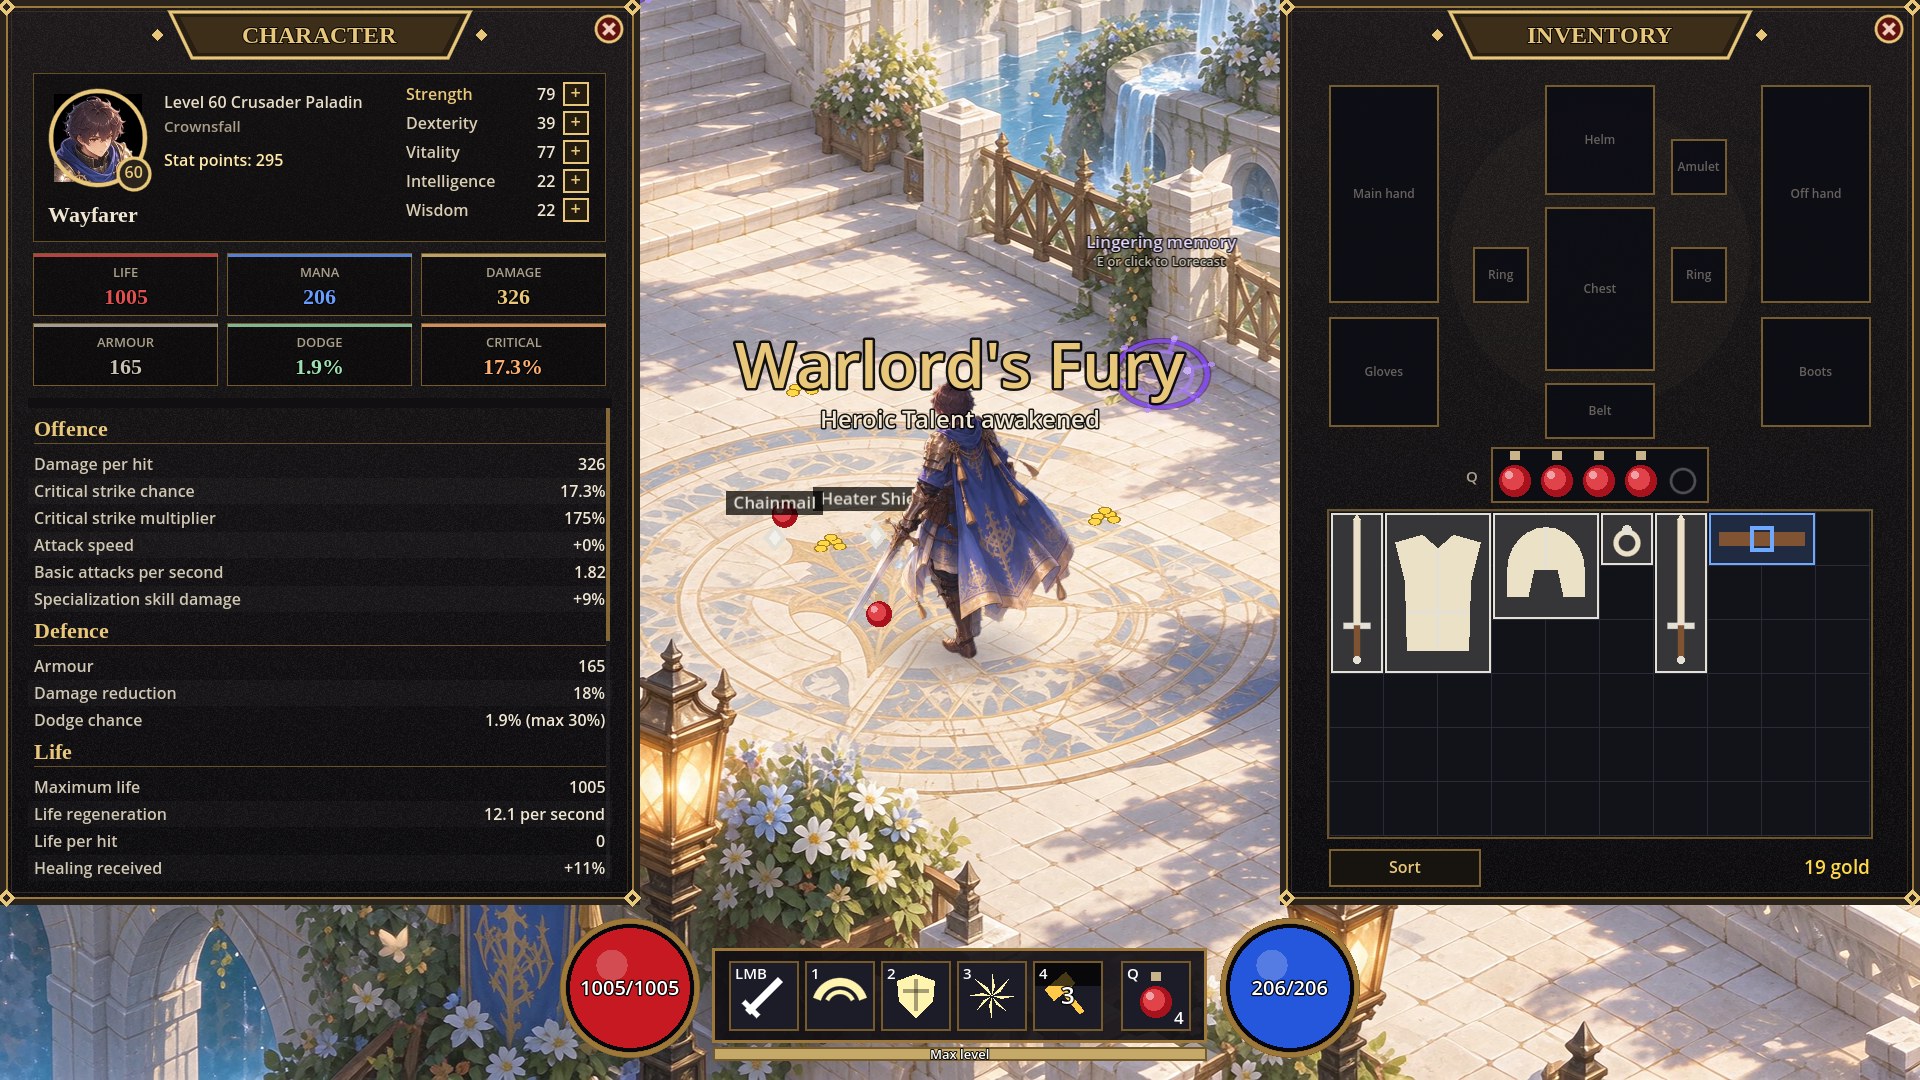 CHARACTER
Level 60 Crusader Paladin
Crownsfall
Stat points: 295
60
Wayfarer
Strength 79 +
Dexterity 39 +
Vitality 77 +
Intelligence 22 +
Wisdom 22 +
LIFE
1005
MANA
206
DAMAGE
326
ARMOUR
165
DODGE
1.9%
CRITICAL
17.3%
Offence
Damage per hit 326
Critical strike chance 17.3%
Critical strike multiplier 175%
Attack speed +0%
Basic attacks per second 1.82
Specialization skill damage +9%
Defence
Armour 165
Damage reduction 18%
Dodge chance 1.9% (max 30%)
Life
Maximum life 1005
Life regeneration 12.1 per second
Life per hit 0
Healing received +11%
Lingering memory
E or click to Lorecast
Warlord's Fury
Heroic Talent awakened
Chainmail
Heater Shie
INVENTORY
Main hand
Helm
Amulet
Off hand
Ring
Chest
Ring
Gloves
Belt
Boots
Q
Sort
19 gold
1005/1005
LMB
1
2
3
4
3
Q
4
206/206
Max level